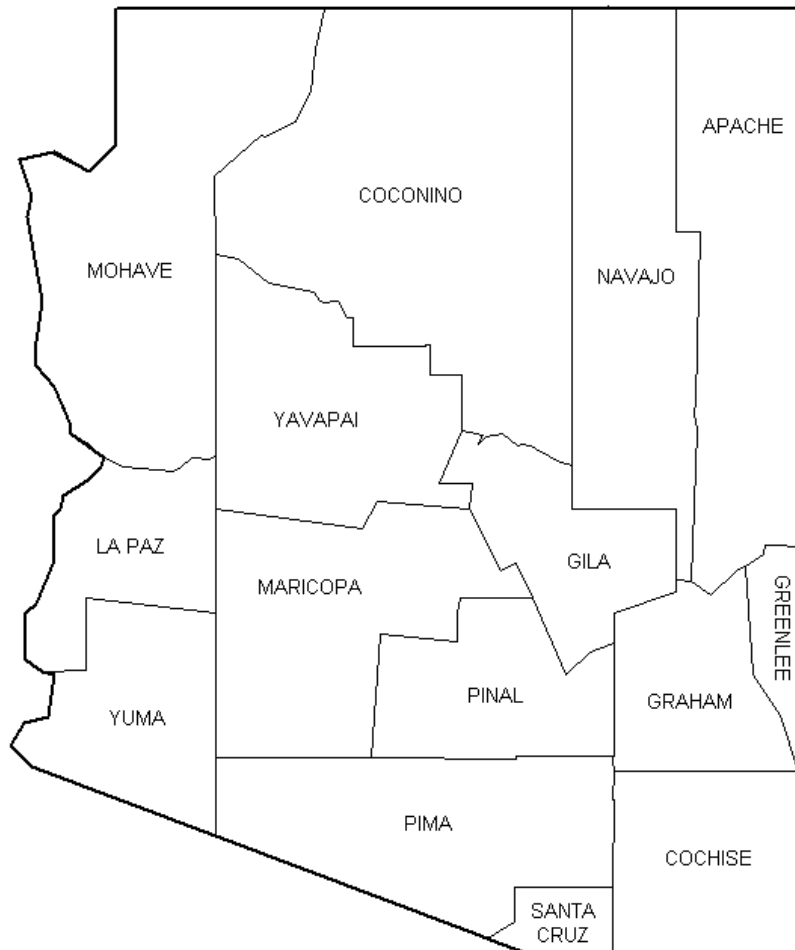 APACHE
COCONINO
MOHAVE
NAVAJO
YAVAPAI
LA PAZ
GILA
MARICOPA
GREENLEE
PINAL
GRAHAM
YUMA
PIMA
COCHISE
SANTA
CRUZ